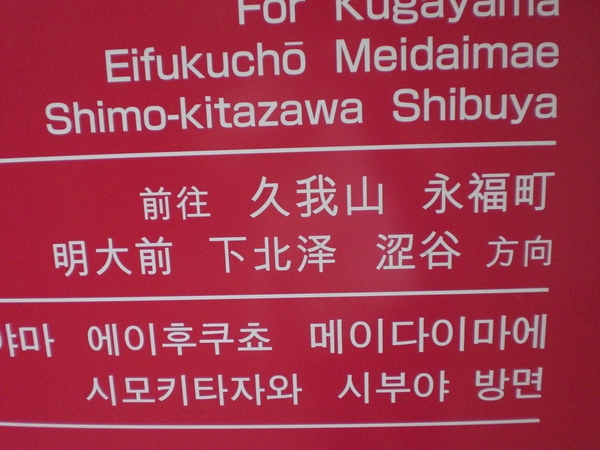 For Kugayama
Eifukuchō Meidaimae
Shimo-kitazawa Shibuya
前往 久我山 永福町
明大前 下北泽 涩谷 方向
야마 에이후쿠쵸 메이다이마에
시모키타자와 시부야 방면